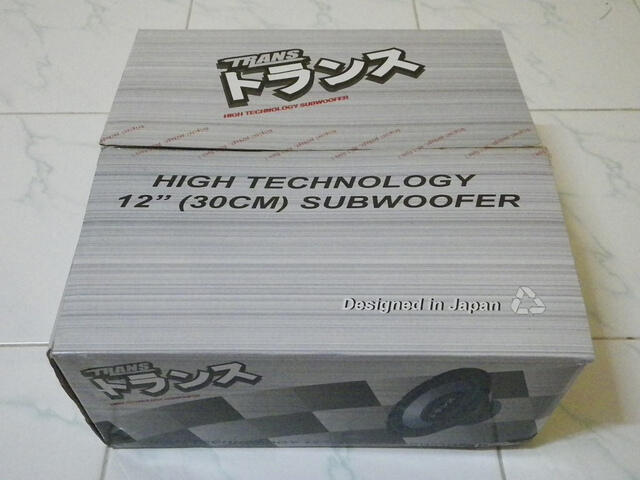 TRANS
トランス
HIGH TECHNOLOGY SUBWOOFER
HIGH TECHNOLOGY
12” (30CM) SUBWOOFER
Designed in Japan
TRANS
トランス